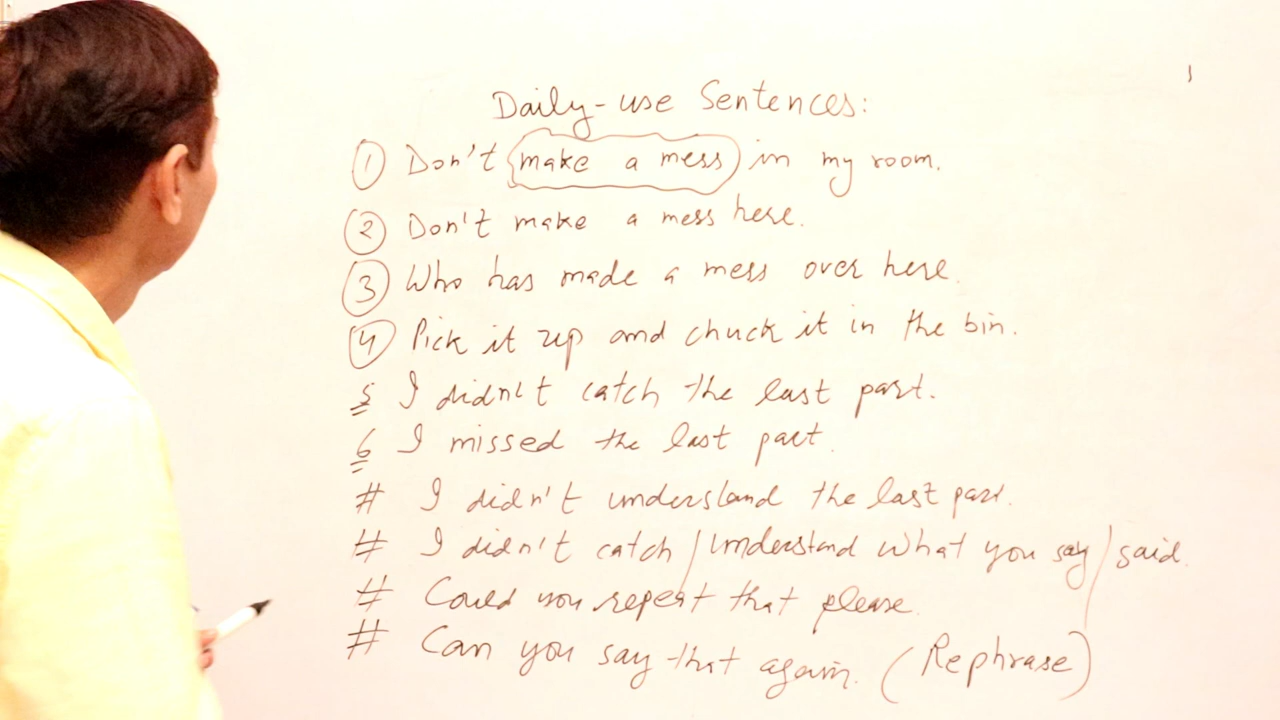 Daily-use Sentences:
1 Don't make a mess in my room.
2 Don't make a mess here.
3 Who has made a mess over here.
4 Pick it up and chuck it in the bin.
5 I didn't catch the last part.
6 I missed the last part.
# I didn't understand the last part.
# I didn't catch/understand what you say/said.
# Could you repeat that please.
# Can you say that again. (Rephrase)